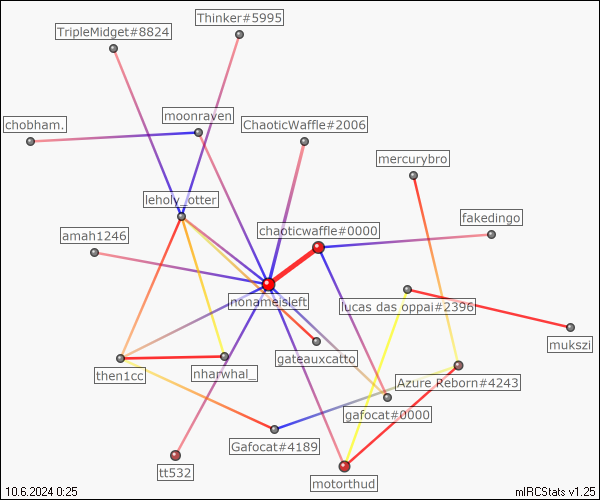 Thinker#5995
TripleMidget#8824
moonraven
chobham.
ChaoticWaffle#2006
mercurybro
leholy_otter
fakedingo
chaoticwaffle#0000
amah1246
nonameisleft
lucas das oppai#2396
mukszi
gateauxcatto
then1cc
nharwhal_
Azure Reborn#4243
gafocat#0000
Gafocat#4189
tt532
motorthud
10.6.2024 0:25
mIRCStats v1.25